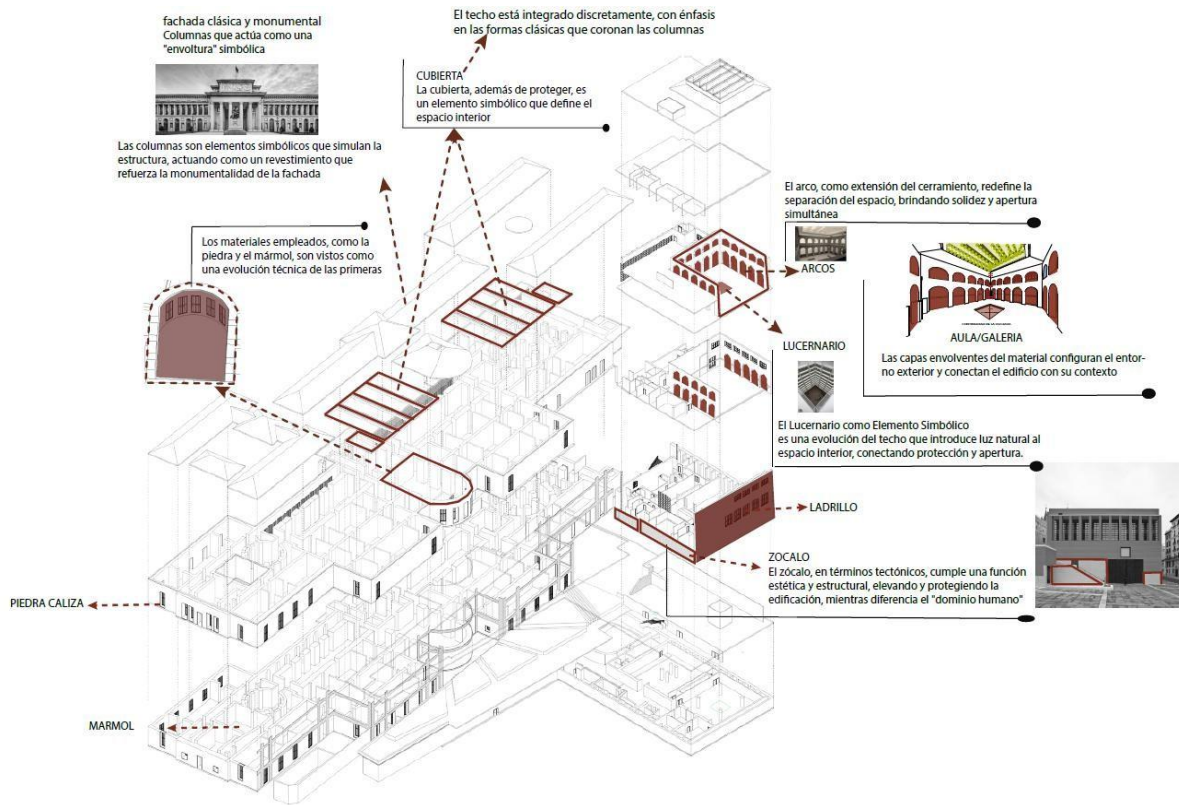 fachada clásica y monumental
Columnas que actúa como una
"envoltura" simbólica
El techo está integrado discretamente, con énfasis
en las formas clásicas que coronan las columnas
CUBIERTA
La cubierta, además de proteger, es
un elemento simbólico que define el
espacio interior
Las columnas son elementos simbólicos que simulan la
estructura, actuando como un revestimiento que
refuerza la monumentalidad de la fachada
Los materiales empleados, como la
piedra y el mármol, son vistos como
una evolución técnica de las primeras
El arco, como extensión del cerramiento, redefine la
separación del espacio, brindando solidez y apertura
simultánea
ARCOS
AULA/GALERIA
Las capas envolventes del material configuran el entor-
no exterior y conectan el edificio con su contexto
LUCERNARIO
El Lucernario como Elemento Simbólico
es una evolución del techo que introduce luz natural al
espacio interior, conectando protección y apertura.
LADRILLO
ZOCALO
El zócalo, en términos tectónicos, cumple una función
estética y estructural, elevando y protegiendo la
edificación, mientras diferencia el "dominio humano"
PIEDRA CALIZA
MARMOL